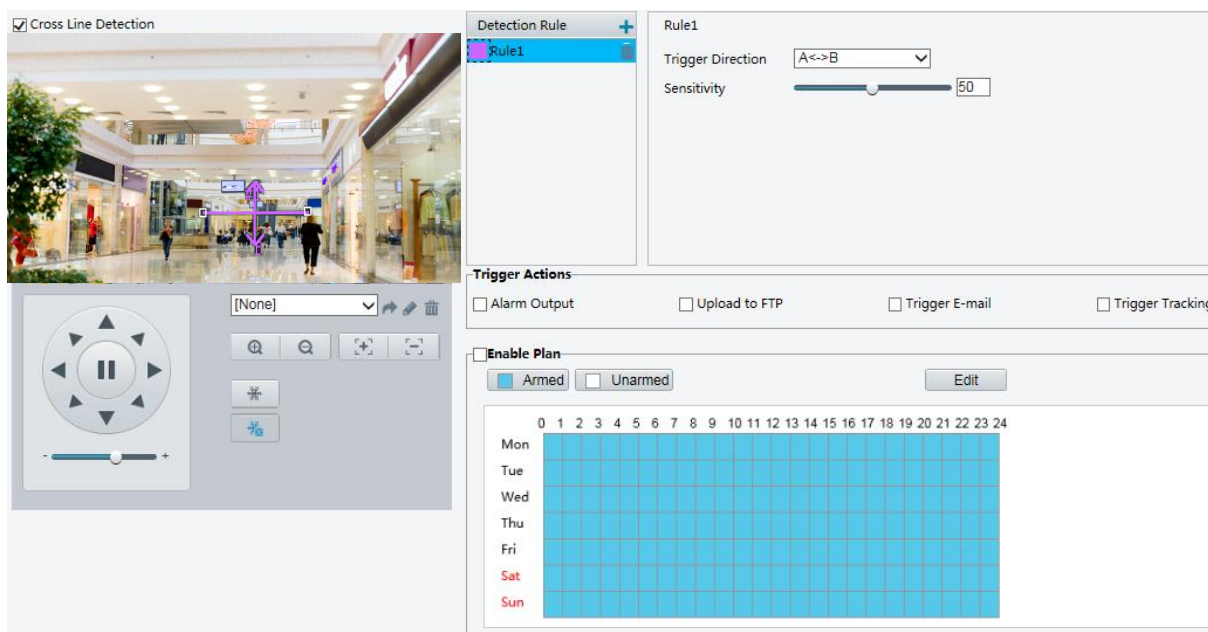 Cross Line Detection
Detection Rule +
Rule1
Rule1
Trigger Direction A<->B
Sensitivity 50
Trigger Actions
Alarm Output Upload to FTP Trigger E-mail Trigger Tracking
[None]
- +
Enable Plan
Armed Unarmed Edit
0 1 2 3 4 5 6 7 8 9 10 11 12 13 14 15 16 17 18 19 20 21 22 23 24
Mon
Tue
Wed
Thu
Fri
Sat
Sun